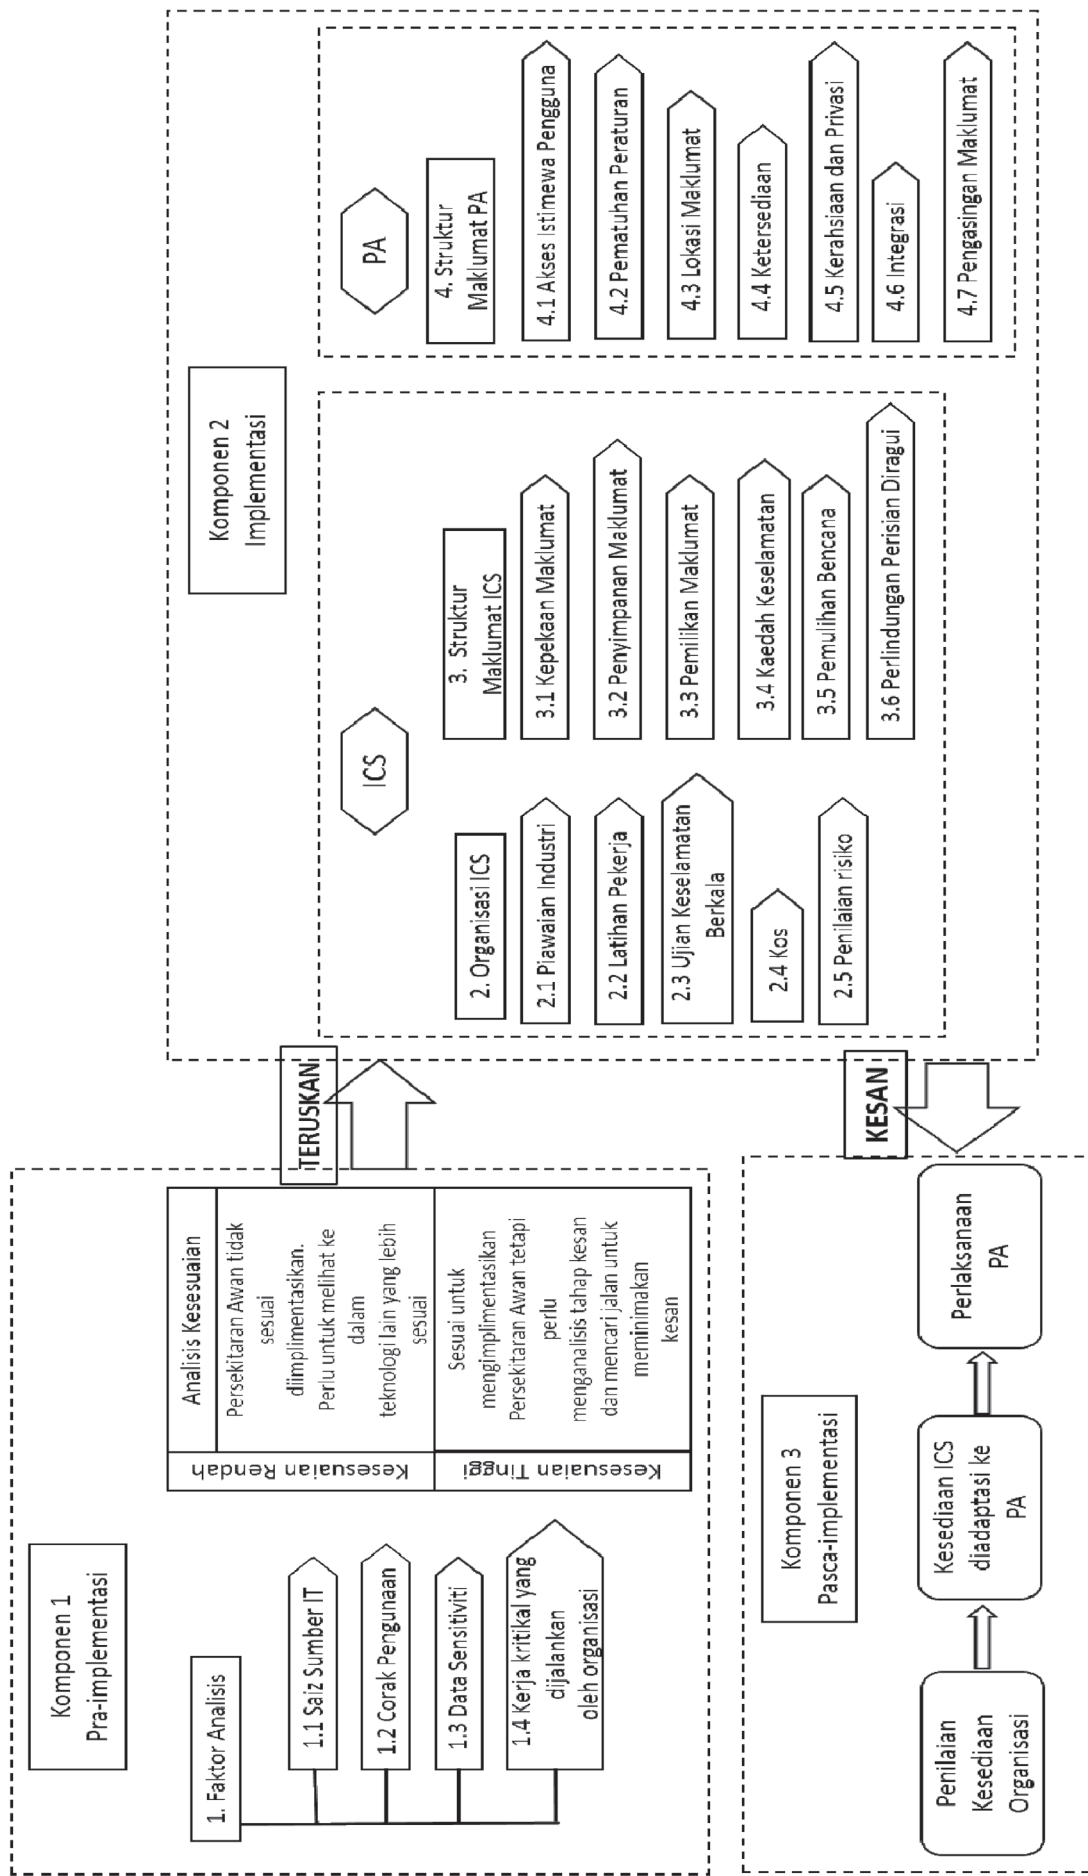 Komponen 1
Pra-implementasi
1. Faktor Analisis
1.1 Saiz Sumber IT
1.2 Corak Pengunaan
1.3 Data Sensitiviti
1.4 Kerja kritikal yang
dijalankan
oleh organisasi
Analisis Kesesuaian
Kesesuaian Rendah
Persekitaran Awan tidak
sesuai
diimplimentasikan.
Perlu untuk melihat ke
dalam
teknologi lain yang lebih
sesuai
Kesesuaian Tinggi
Sesuai untuk
mengimplimentasikan
Persekitaran Awan tetapi
perlu
menganalisis tahap kesan
dan mencari jalan untuk
meminimakan
kesan
TERUSKAN
Komponen 2
Implementasi
ICS
2. Organisasi ICS
2.1 Piawaian Industri
2.2 Latihan Pekerja
2.3 Ujian Keselamatan
Berkala
2.4 Kos
2.5 Penilaian risiko
3. Struktur
Maklumat ICS
3.1 Kepekaan Maklumat
3.2 Penyimpanan Maklumat
3.3 Pemilikan Maklumat
3.4 Kaedah Keselamatan
3.5 Pemulihan Bencana
3.6 Perlindungan Perisian Diragui
PA
4. Struktur
Maklumat PA
4.1 Akses Istimewa Pengguna
4.2 Pematuhan Peraturan
4.3 Lokasi Maklumat
4.4 Ketersediaan
4.5 Kerahsiaan dan Privasi
4.6 Integrasi
4.7 Pengasingan Maklumat
KESAN
Komponen 3
Pasca-implementasi
Penilaian
Kesediaan
Organisasi
Kesediaan ICS
diadaptasi ke
PA
Perlaksanaan
PA